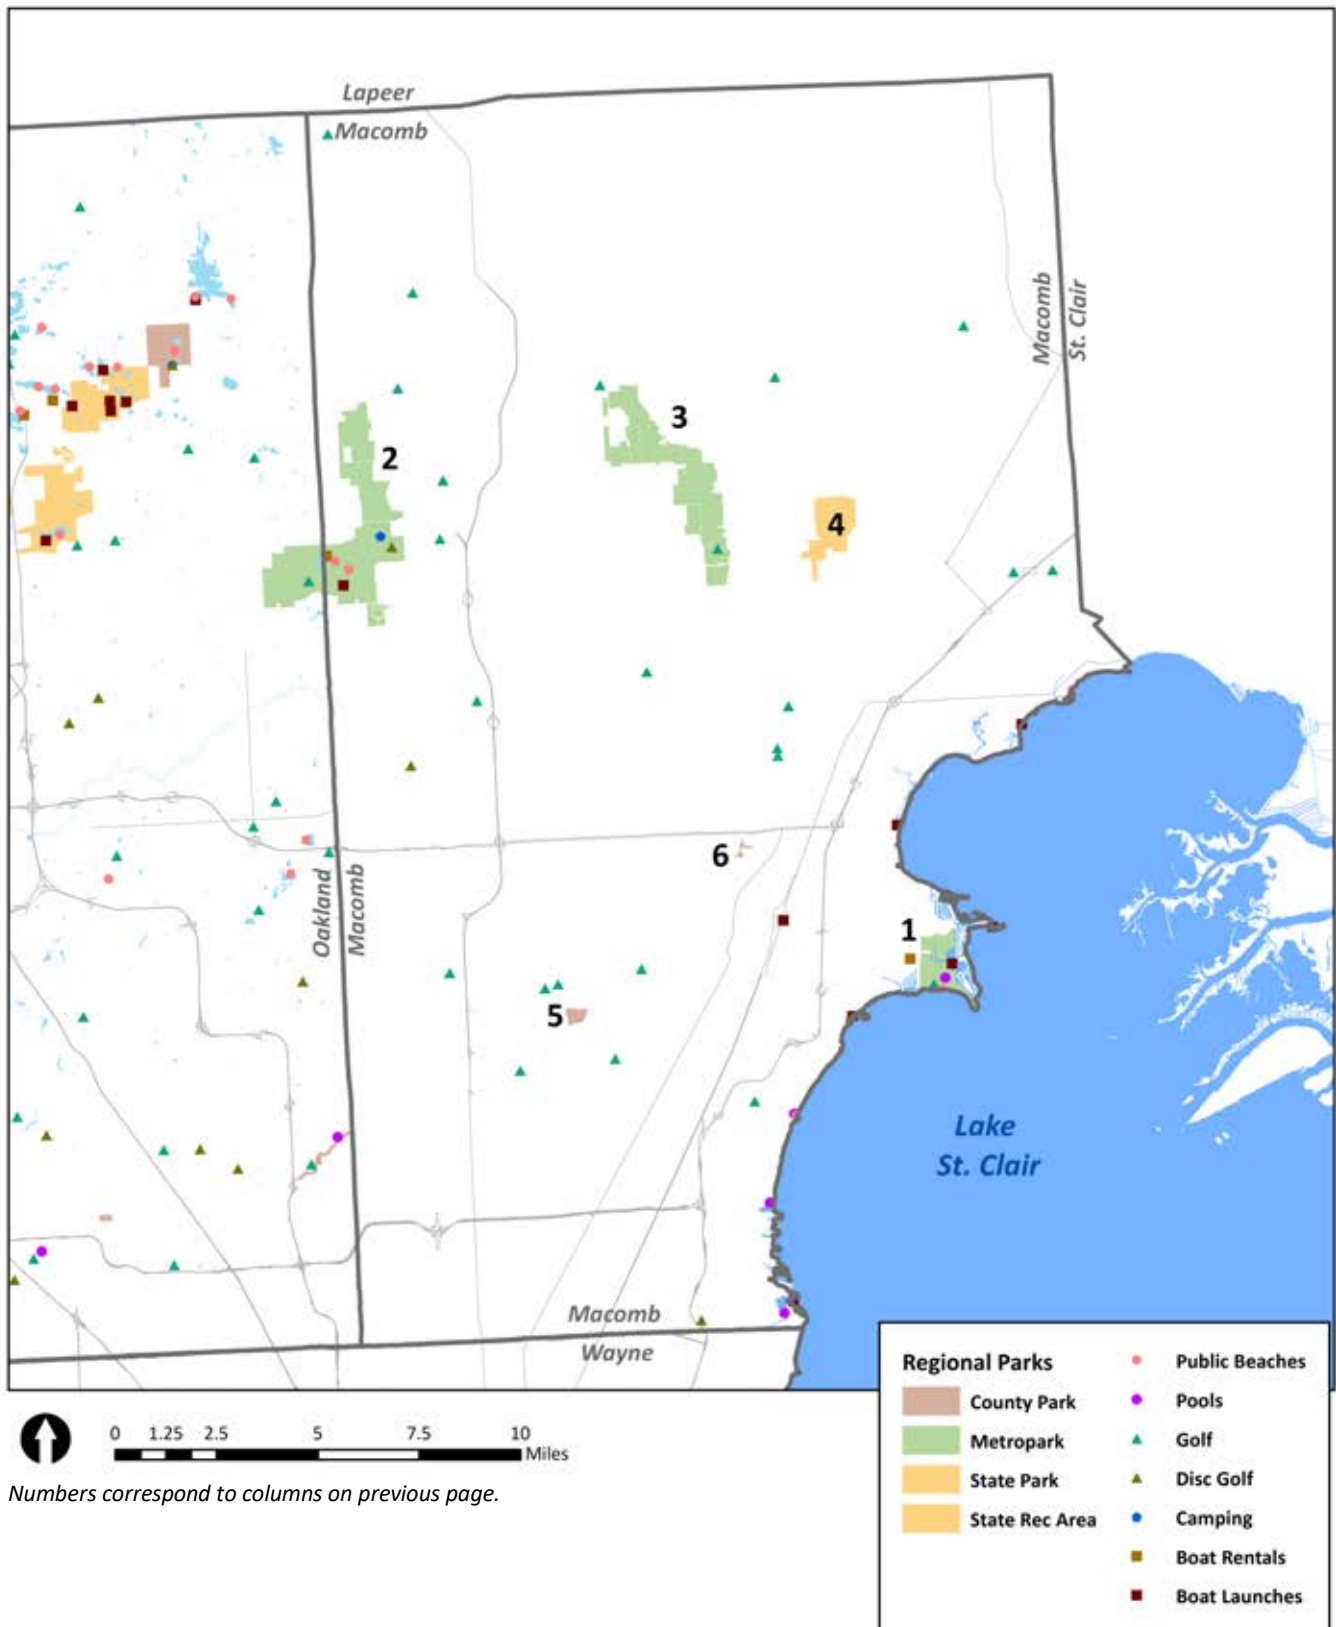 Lapeer
Macomb
Macomb
St. Clair
3
2
4
6
Oakland
Macomb
1
5
Lake
St. Clair
Macomb
Wayne
Regional Parks
County Park
Metropark
State Park
State Rec Area
Public Beaches
Pools
Golf
Disc Golf
Camping
Boat Rentals
Boat Launches
0 1.25 2.5 5 7.5 10
Miles
Numbers correspond to columns on previous page.